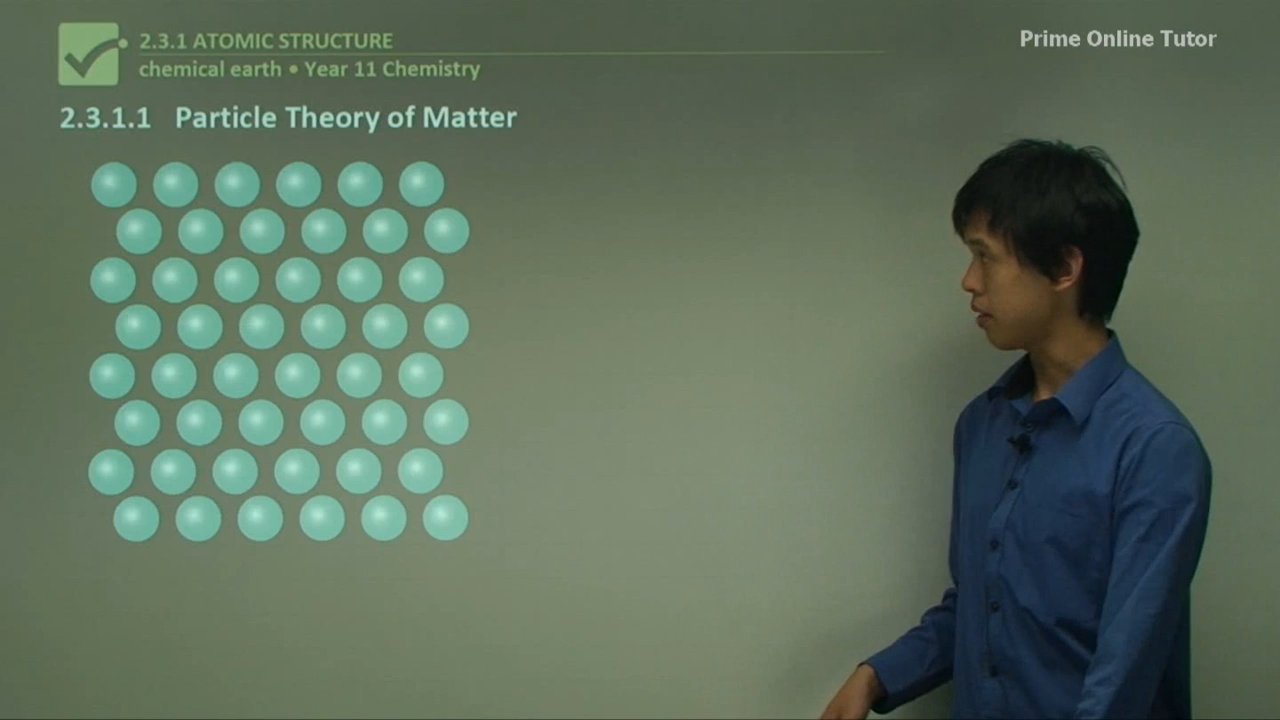 2.3.1 ATOMIC STRUCTURE
chemical earth • Year 11 Chemistry
Prime Online Tutor
2.3.1.1 Particle Theory of Matter